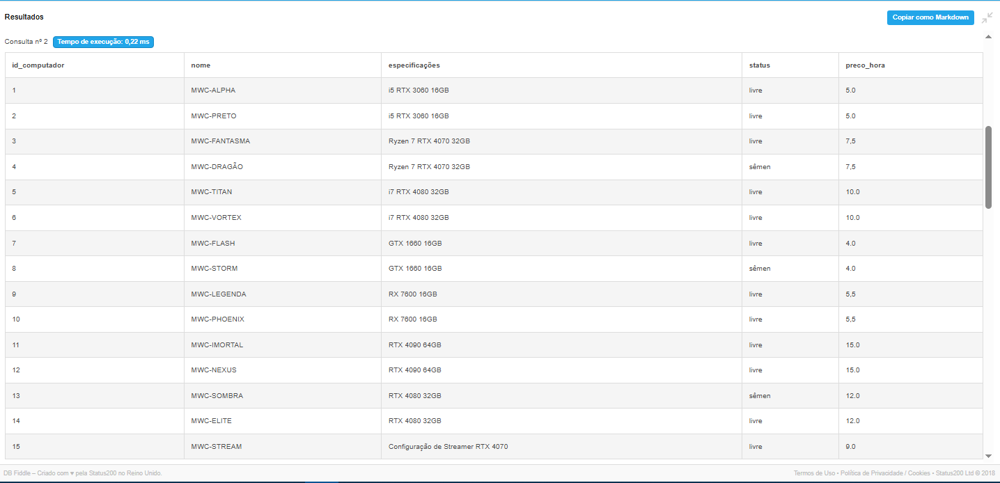 Resultados
Copiar como Markdown
Consulta nº 2 Tempo de execução: 0,22 ms
id_computador nome especificações status preco_hora
1 MWC-ALPHA i5 RTX 3060 16GB livre 5.0
2 MWC-PRETO i5 RTX 3060 16GB livre 5.0
3 MWC-FANTASMA Ryzen 7 RTX 4070 32GB livre 7,5
4 MWC-DRAGÃO Ryzen 7 RTX 4070 32GB sêmen 7,5
5 MWC-TITAN i7 RTX 4080 32GB livre 10.0
6 MWC-VORTEX i7 RTX 4080 32GB livre 10.0
7 MWC-FLASH GTX 1660 16GB livre 4.0
8 MWC-STORM GTX 1660 16GB sêmen 4.0
9 MWC-LEGENDA RX 7600 16GB livre 5,5
10 MWC-PHOENIX RX 7600 16GB livre 5,5
11 MWC-IMORTAL RTX 4090 64GB livre 15.0
12 MWC-NEXUS RTX 4090 64GB livre 15.0
13 MWC-SOMBRA RTX 4080 32GB sêmen 12.0
14 MWC-ELITE RTX 4080 32GB livre 12.0
15 MWC-STREAM Configuração de Streamer RTX 4070 livre 9.0
DB Fiddle – Criado com ♥ pela Status200 no Reino Unido. Termos de Uso • Política de Privacidade / Cookies • Status200 Ltd © 2018